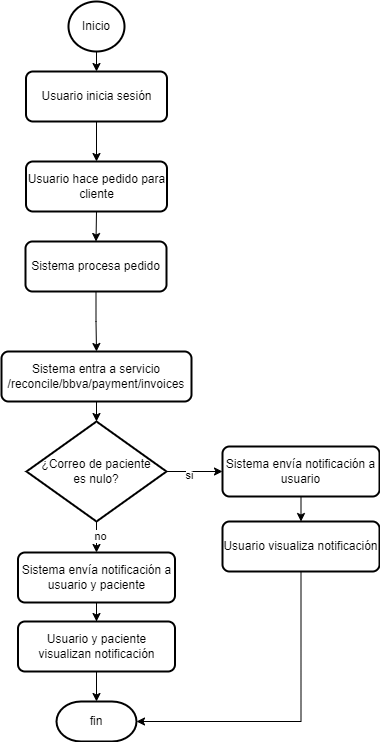 Inicio
Usuario inicia sesión
Usuario hace pedido para
cliente
Sistema procesa pedido
Sistema entra a servicio
/reconcile/bbva/payment/invoices
¿Correo de paciente
es nulo?
si
Sistema envía notificación a
usuario
Usuario visualiza notificación
no
Sistema envía notificación a
usuario y paciente
Usuario y paciente
visualizan notificación
fin